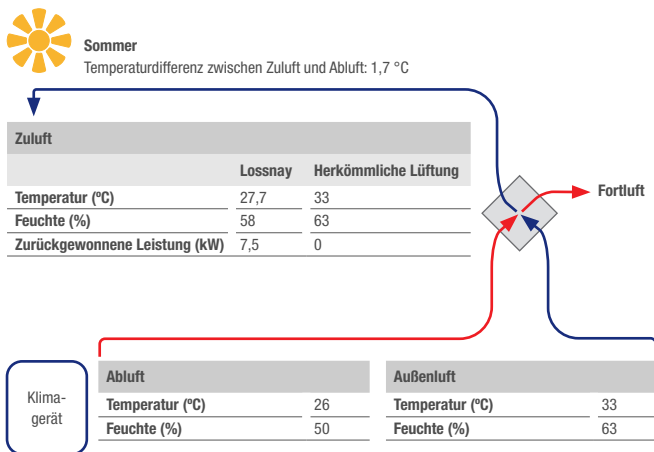 Sommer
Temperaturdifferenz zwischen Zuluft und Abluft: 1,7 °C
Zuluft
Lossnay Herkömmliche Lüftung
Temperatur (ºC) 27,7 33
Feuchte (%) 58 63
Zurückgewonnene Leistung (kW) 7,5 0
Fortluft
Klima-
gerät
Abluft
Temperatur (ºC) 26
Feuchte (%) 50
Außenluft
Temperatur (ºC) 33
Feuchte (%) 63